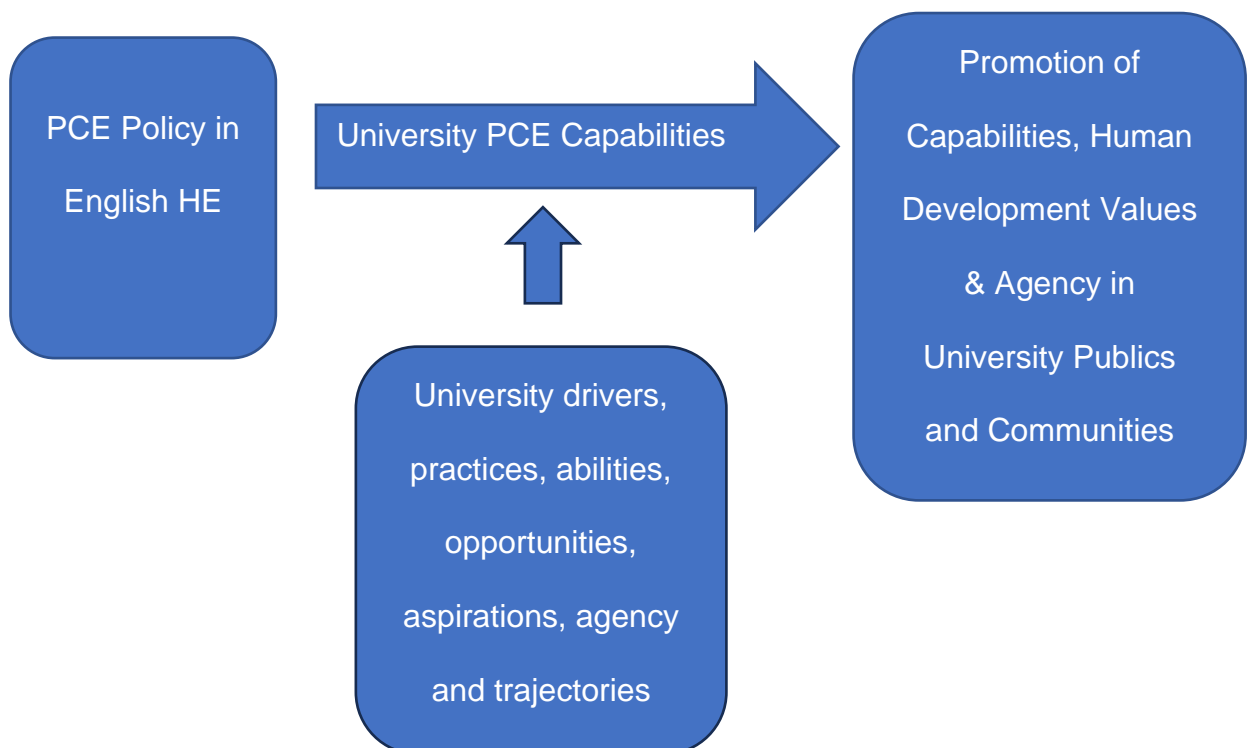 PCE Policy in
English HE
University PCE Capabilities
Promotion of
Capabilities, Human
Development Values
& Agency in
University Publics
and Communities
University drivers,
practices, abilities,
opportunities,
aspirations, agency
and trajectories